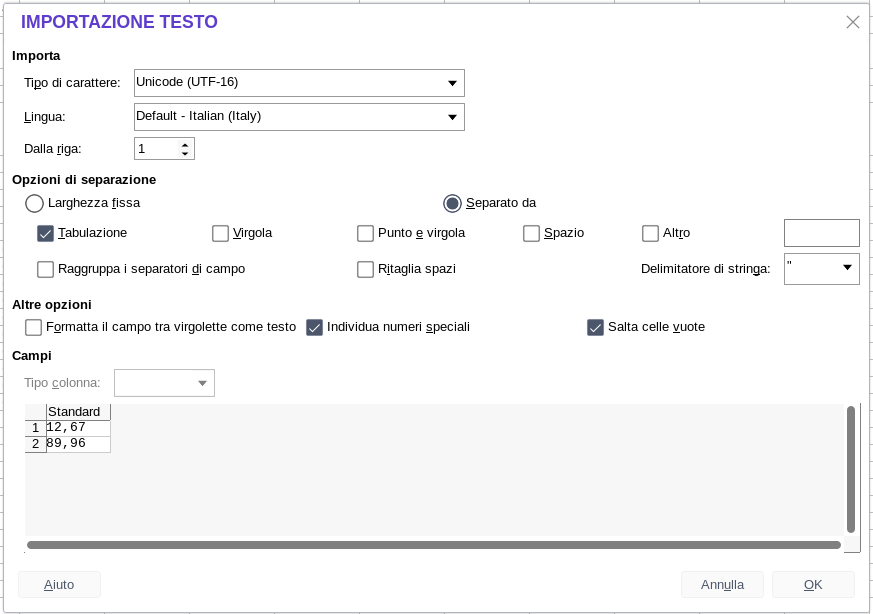 IMPORTAZIONE TESTO
Importa
Tipo di carattere: Unicode (UTF-16)
Lingua: Default - Italian (Italy)
Dalla riga: 1
Opzioni di separazione
Larghezza fissa Separato da
Tabulazione Virgola Punto e virgola Spazio Altro
Raggruppa i separatori di campo Ritaglia spazi Delimitatore di stringa: "
Altre opzioni
Formatta il campo tra virgolette come testo Individua numeri speciali Salta celle vuote
Campi
Tipo colonna:
Standard
1 12,67
2 89,96
Aiuto Annulla OK